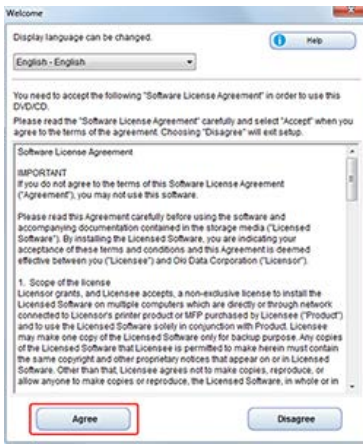 Welcome
Display language can be changed.
Help
English - English
You need to accept the following "Software License Agreement" in order to use this
DVD/CD.
Please read the "Software License Agreement" carefully and select "Accept" when you
agree to the terms of the agreement. Choosing "Disagree" will exit setup.
Software License Agreement
IMPORTANT
If you do not agree to the terms of this Software License Agreement
("Agreement"), you may not use this software.
Please read this Agreement carefully before using the software and
accompanying documentation contained in the storage media ("Licensed
Software"). By installing the Licensed Software, you are indicating your
acceptance of these terms and conditions and this Agreement is deemed
effective between you ("Licensee") and Oki Data Corporation ("Licensor").
1. Scope of the license
Licensor grants, and Licensee accepts, a non-exclusive license to install the
Licensed Software on multiple computers which are directly or through network
connected to Licensor's printer product or MFP purchased by Licensee ("Product")
and to use the Licensed Software solely in conjunction with Product. Licensee
may make one copy of the Licensed Software only for backup purpose. Any copies
of the Licensed Software that Licensee is permitted to make herein must contain
the same copyright and other proprietary notices that appear on or in Licensed
Software. Other than that, Licensee agrees not to make copies, reproduce, or
allow anyone to make copies or reproduce, the Licensed Software, in whole or in
Agree
Disagree